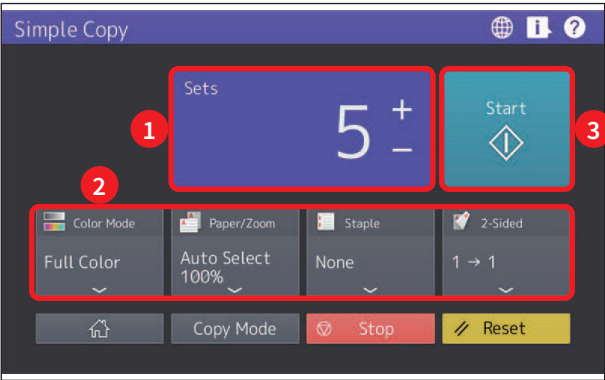 Simple Copy
Sets
5 + −
Start
1
3
2
Color Mode
Full Color
Paper/Zoom
Auto Select
100%
Staple
None
2-Sided
1 → 1
Copy Mode
Stop
Reset